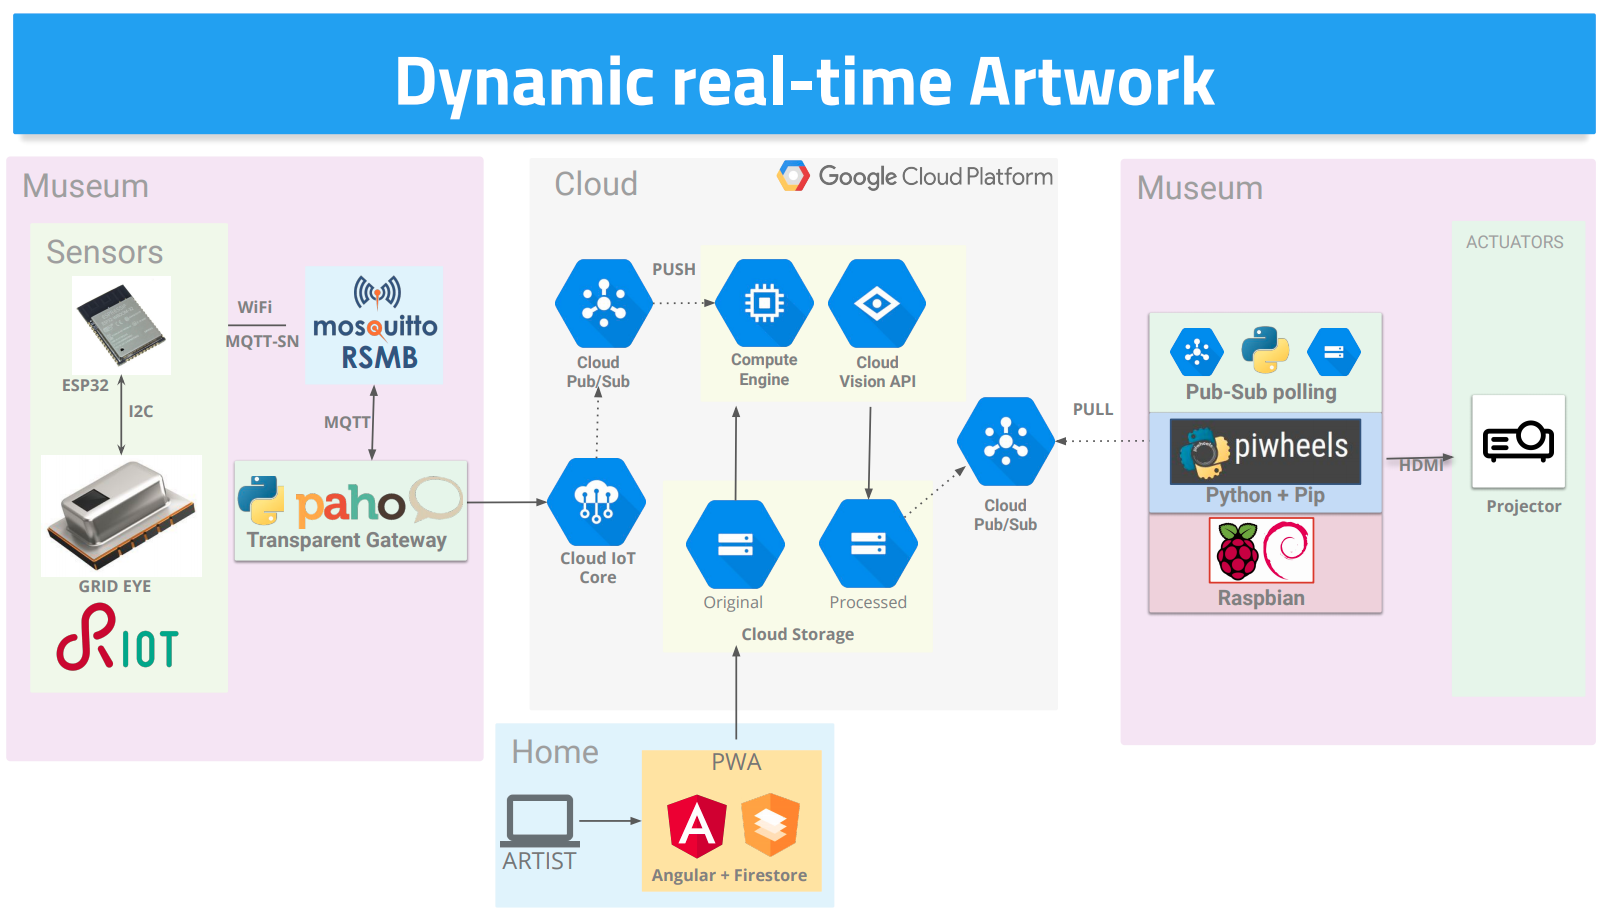 Dynamic real-time Artwork
Museum
Sensors
ESP32
I2C
GRID EYE
RIOT
WiFi
MQTT-SN
mosquitto
RSMB
MQTT
paho
Transparent Gateway
Cloud
Google Cloud Platform
Cloud
Pub/Sub
PUSH
Compute
Engine
Cloud
Vision API
Cloud IoT
Core
Original
Processed
Cloud Storage
Cloud
Pub/Sub
PULL
Home
ARTIST
PWA
Angular + Firestore
Museum
Pub-Sub polling
piwheels
Python + Pip
Raspbian
HDMI
ACTUATORS
Projector